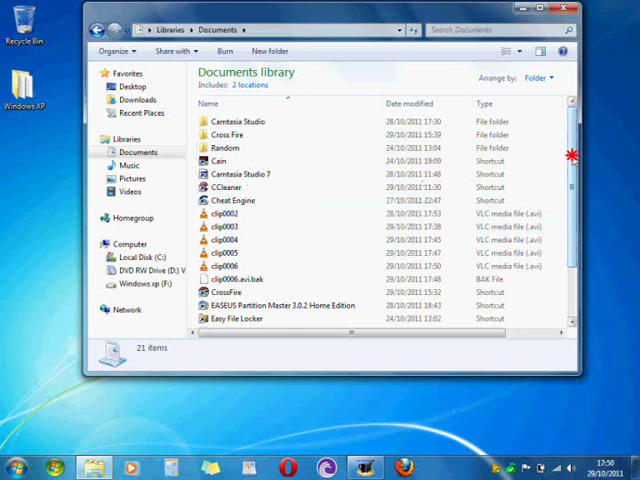 Recycle Bin
Windows XP
Libraries Documents Search Documents
Organize Share with Burn New folder
Favorites
Desktop
Downloads
Recent Places
Libraries
Documents
Music
Pictures
Videos
Homegroup
Computer
Local Disk (C:)
DVD RW Drive (D:) V
Windows xp (F:)
Network
Documents library
Includes: 2 locations
Arrange by: Folder
Name Date modified Type
Camtasia Studio 28/10/2011 17:30 File folder
Cross Fire 29/10/2011 15:39 File folder
Random 24/10/2011 13:04 File folder
Cain 24/10/2011 19:09 Shortcut
Camtasia Studio 7 28/10/2011 11:48 Shortcut
CCleaner 29/10/2011 11:30 Shortcut
Cheat Engine 27/10/2011 22:47 Shortcut
clip0002 28/10/2011 17:53 VLC media file (.avi)
clip0003 29/10/2011 17:38 VLC media file (.avi)
clip0004 29/10/2011 17:45 VLC media file (.avi)
clip0005 29/10/2011 17:47 VLC media file (.avi)
clip0006 29/10/2011 17:50 VLC media file (.avi)
clip0006.avi.bak 29/10/2011 17:50 BAK File
CrossFire 29/10/2011 15:32 Shortcut
EASEUS Partition Master 3.0.2 Home Edition 28/10/2011 18:43 Shortcut
Easy File Locker 24/10/2011 13:02 Shortcut
21 items
17:50
29/10/2011